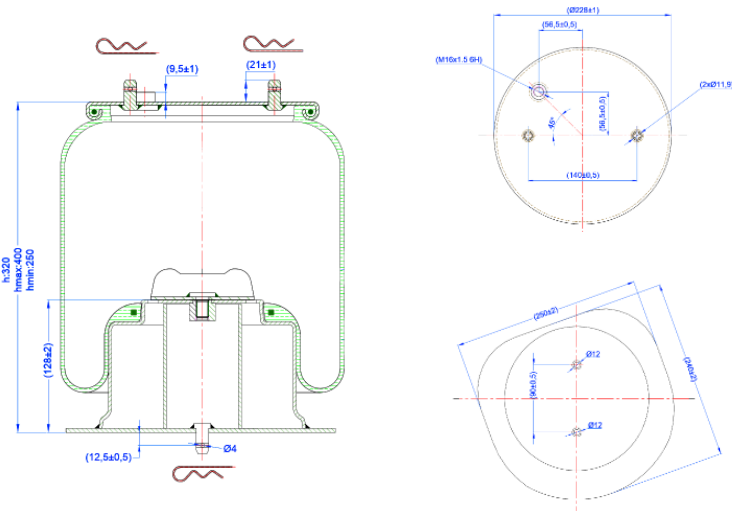 (9,5±1)
(21±1)
h:320
hmax:400
hmin:250
(128±2)
(12,5±0,5)
Ø4
(Ø228±1)
(56,5±0,5)
(M16x1.5 6H)
(2xØ11,9)
(56,5±0,5)
45°
(140±0,5)
(250±2)
(240±2)
Ø12
(90±0,5)
Ø12